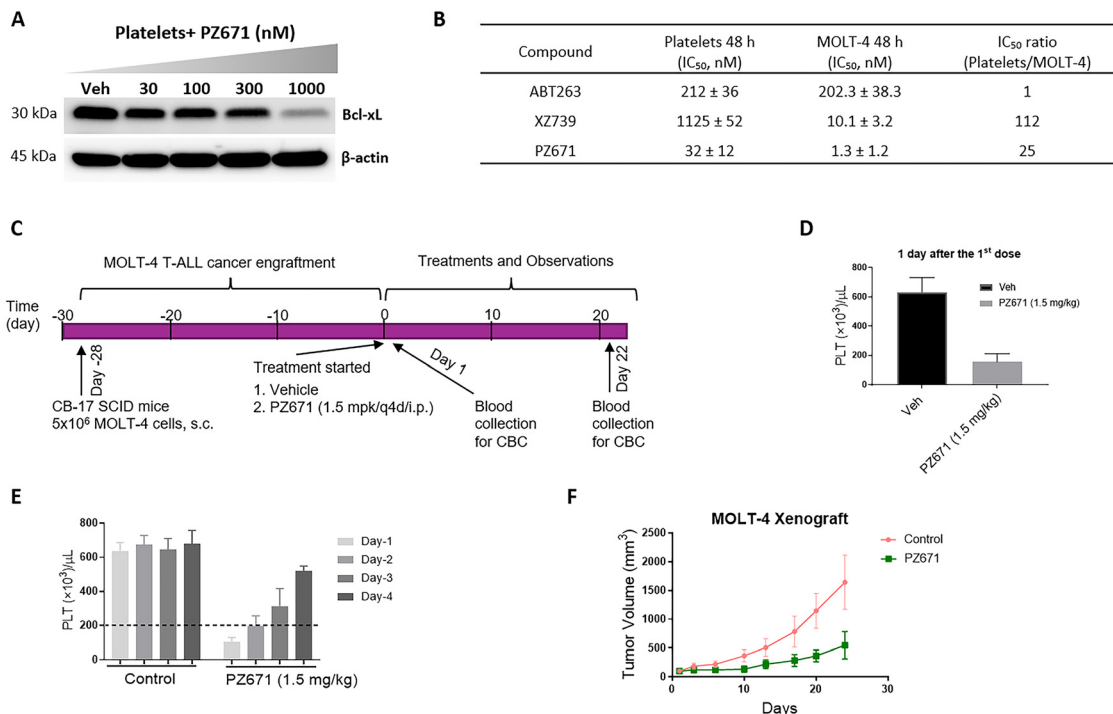 A
Platelets+ PZ671 (nM)
Veh 30 100 300 1000
30 kDa Bcl-xL
45 kDa β-actin
B
Compound Platelets 48 h (IC₅₀, nM) MOLT-4 48 h (IC₅₀, nM) IC₅₀ ratio (Platelets/MOLT-4)
ABT263 212 ± 36 202.3 ± 38.3 1
XZ739 1125 ± 52 10.1 ± 3.2 112
PZ671 32 ± 12 1.3 ± 1.2 25
C
MOLT-4 T-ALL cancer engraftment
Treatments and Observations
Time
(day)
-30 -20 -10 0 10 20
Day -28
Day 1
Day 22
Treatment started
1. Vehicle
2. PZ671 (1.5 mpk/q4d/i.p.)
CB-17 SCID mice
5x10⁶ MOLT-4 cells, s.c.
Blood
collection
for CBC
Blood
collection
for CBC
D
1 day after the 1st dose
PLT (×10³)/μL
800
600
400
200
0
Veh
PZ671 (1.5 mg/kg)
Veh
PZ671 (1.5 mg/kg)
E
PLT (×10³)/μL
800
600
400
200
0
Control
PZ671 (1.5 mg/kg)
Day-1
Day-2
Day-3
Day-4
F
MOLT-4 Xenograft
Tumor Volume (mm³)
2500
2000
1500
1000
500
0
0 10 20 30
Days
Control
PZ671